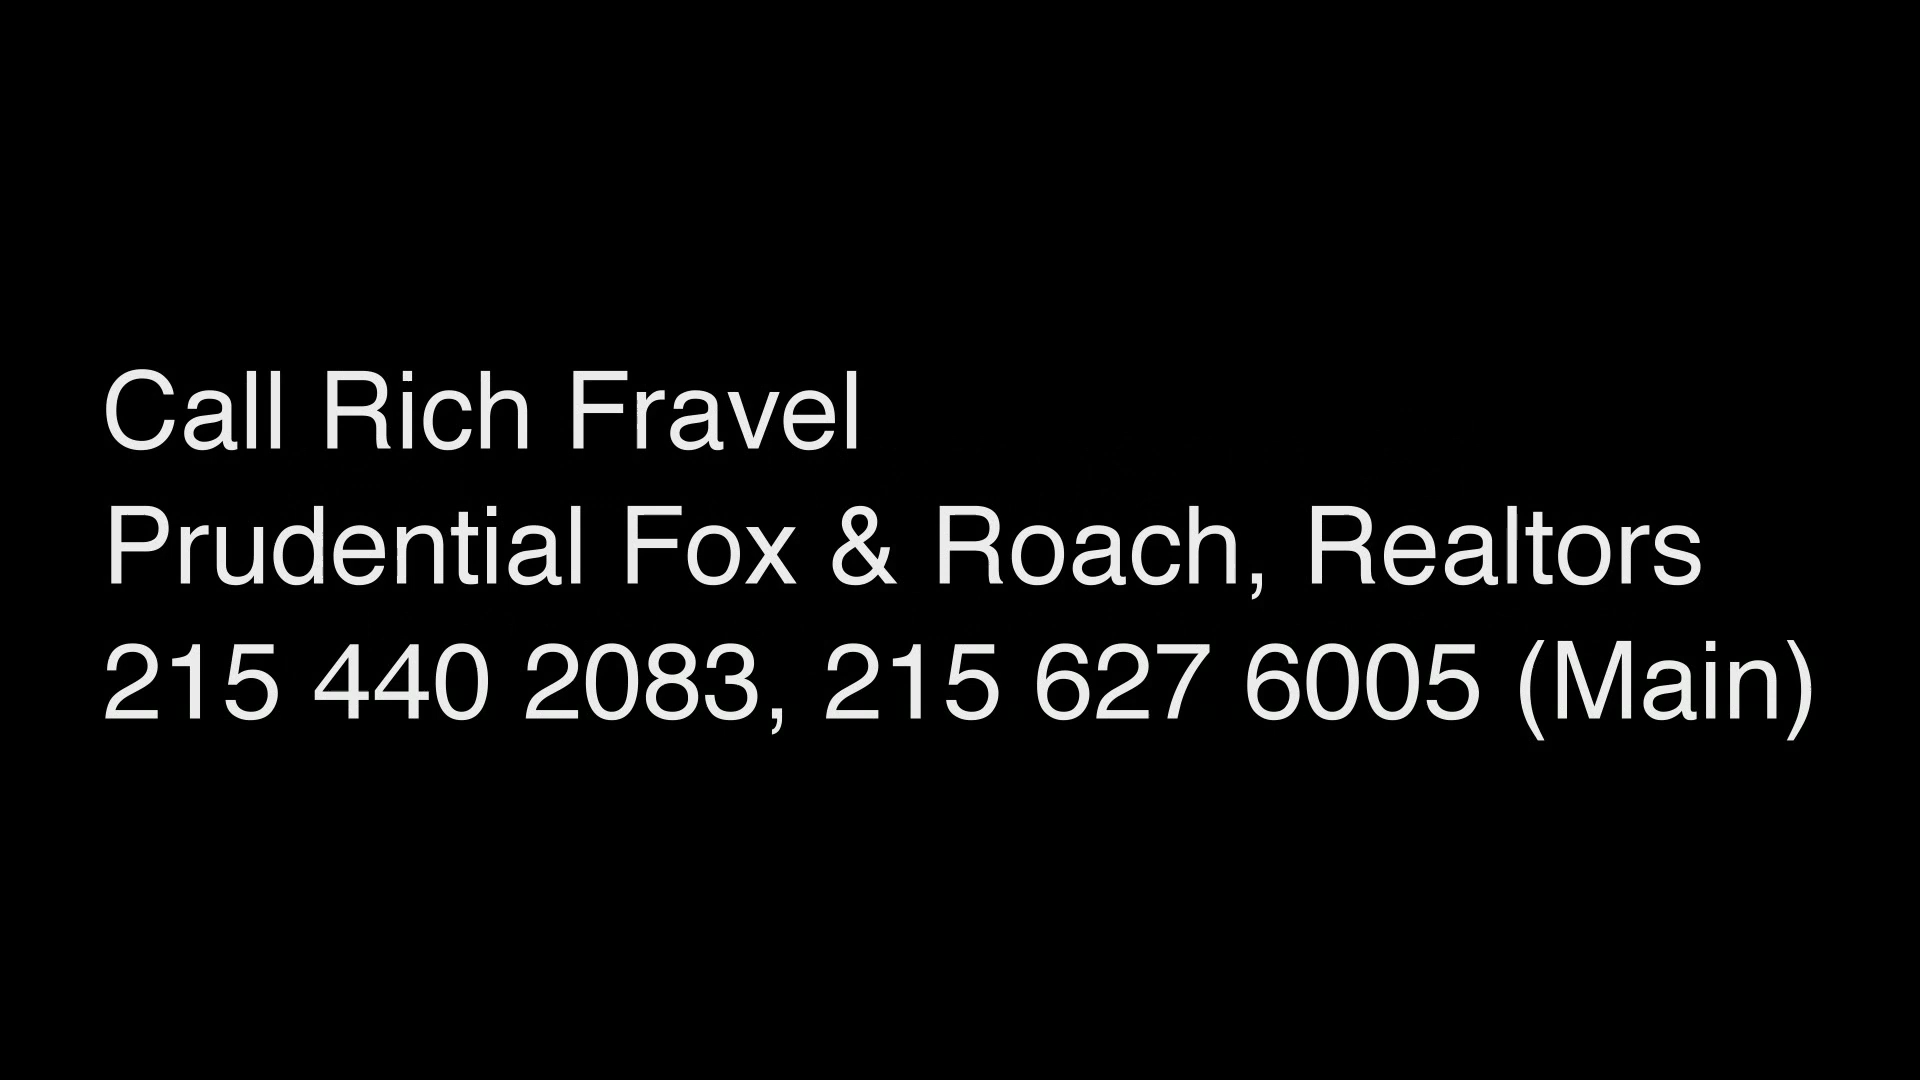 Call Rich Fravel
Prudential Fox & Roach, Realtors
215 440 2083, 215 627 6005 (Main)